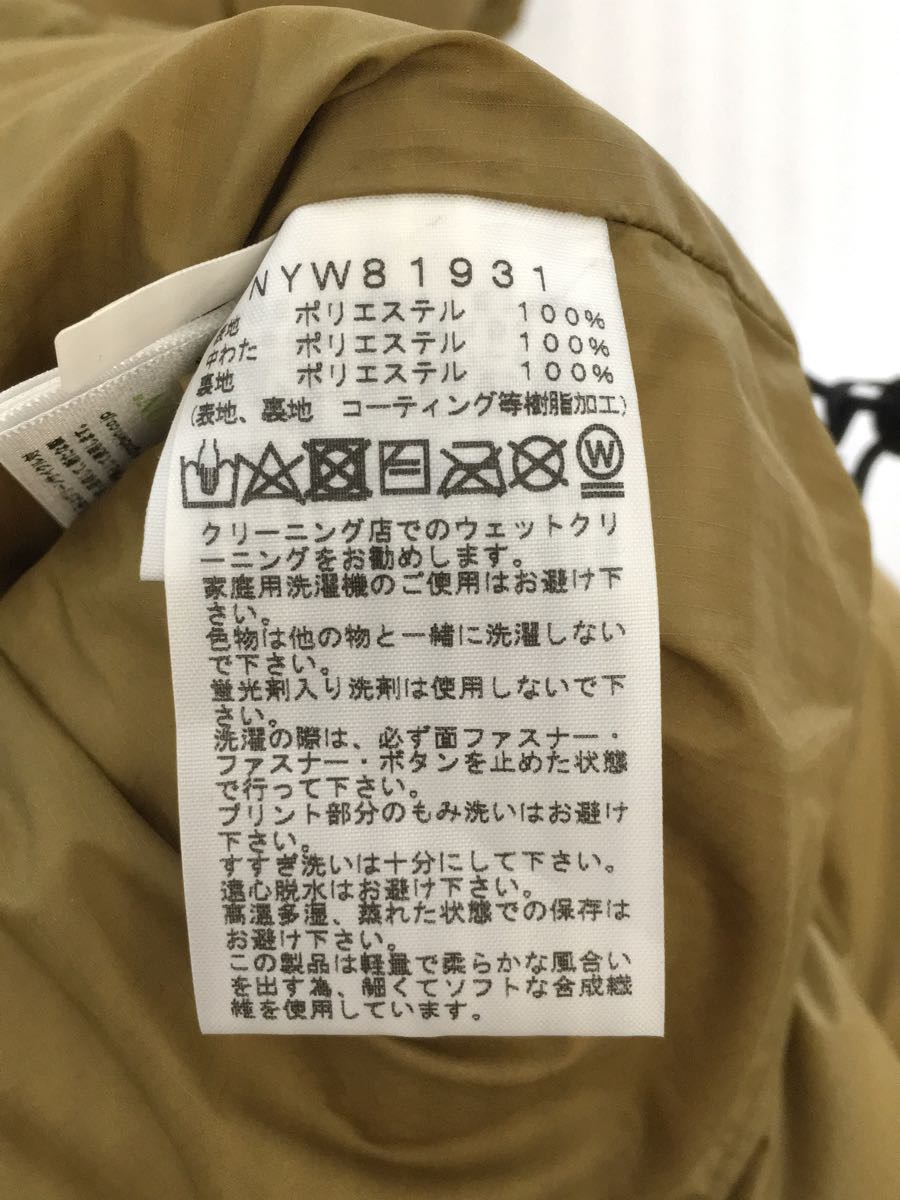 NYW81931
表地 ポリエステル 100%
中わた ポリエステル 100%
裏地 ポリエステル 100%
(表地、裏地 コーティング等樹脂加工)
W
クリーニング店でのウェットクリ
ーニングをお勧めします。
家庭用洗濯機のご使用はお避け下
さい。
色物は他の物と一緒に洗濯しない
で下さい。
蛍光剤入り洗剤は使用しないで下
さい。
洗濯の際は、必ず面ファスナー・
ファスナー・ボタンを止めた状態
で行って下さい。
プリント部分のもみ洗いはお避け
下さい。
すすぎ洗いは十分にして下さい。
遠心脱水はお避け下さい。
高温多湿、蒸れた状態での保存は
お避け下さい。
この製品は軽量で柔らかな風合い
を出す為、細くてソフトな合成繊
維を使用しています。